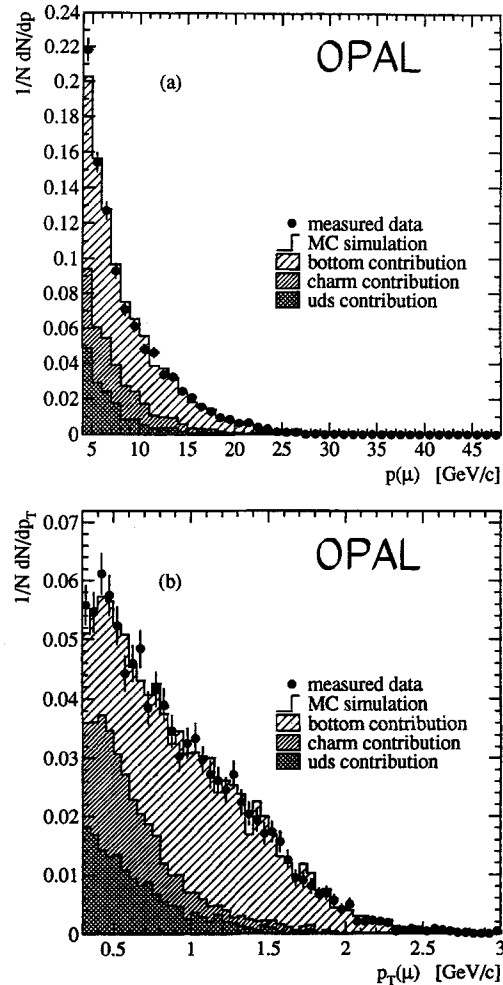 OPAL
(a)
1/N dN/dp
0.24
0.22
0.2
0.18
0.16
0.14
0.12
0.1
0.08
0.06
0.04
0.02
0
measured data
MC simulation
bottom contribution
charm contribution
uds contribution
5 10 15 20 25 30 35 40 45
p(μ) [GeV/c]
OPAL
(b)
1/N dN/dpT
0.07
0.06
0.05
0.04
0.03
0.02
0.01
0
measured data
MC simulation
bottom contribution
charm contribution
uds contribution
0.5 1 1.5 2 2.5 3
pT(μ) [GeV/c]